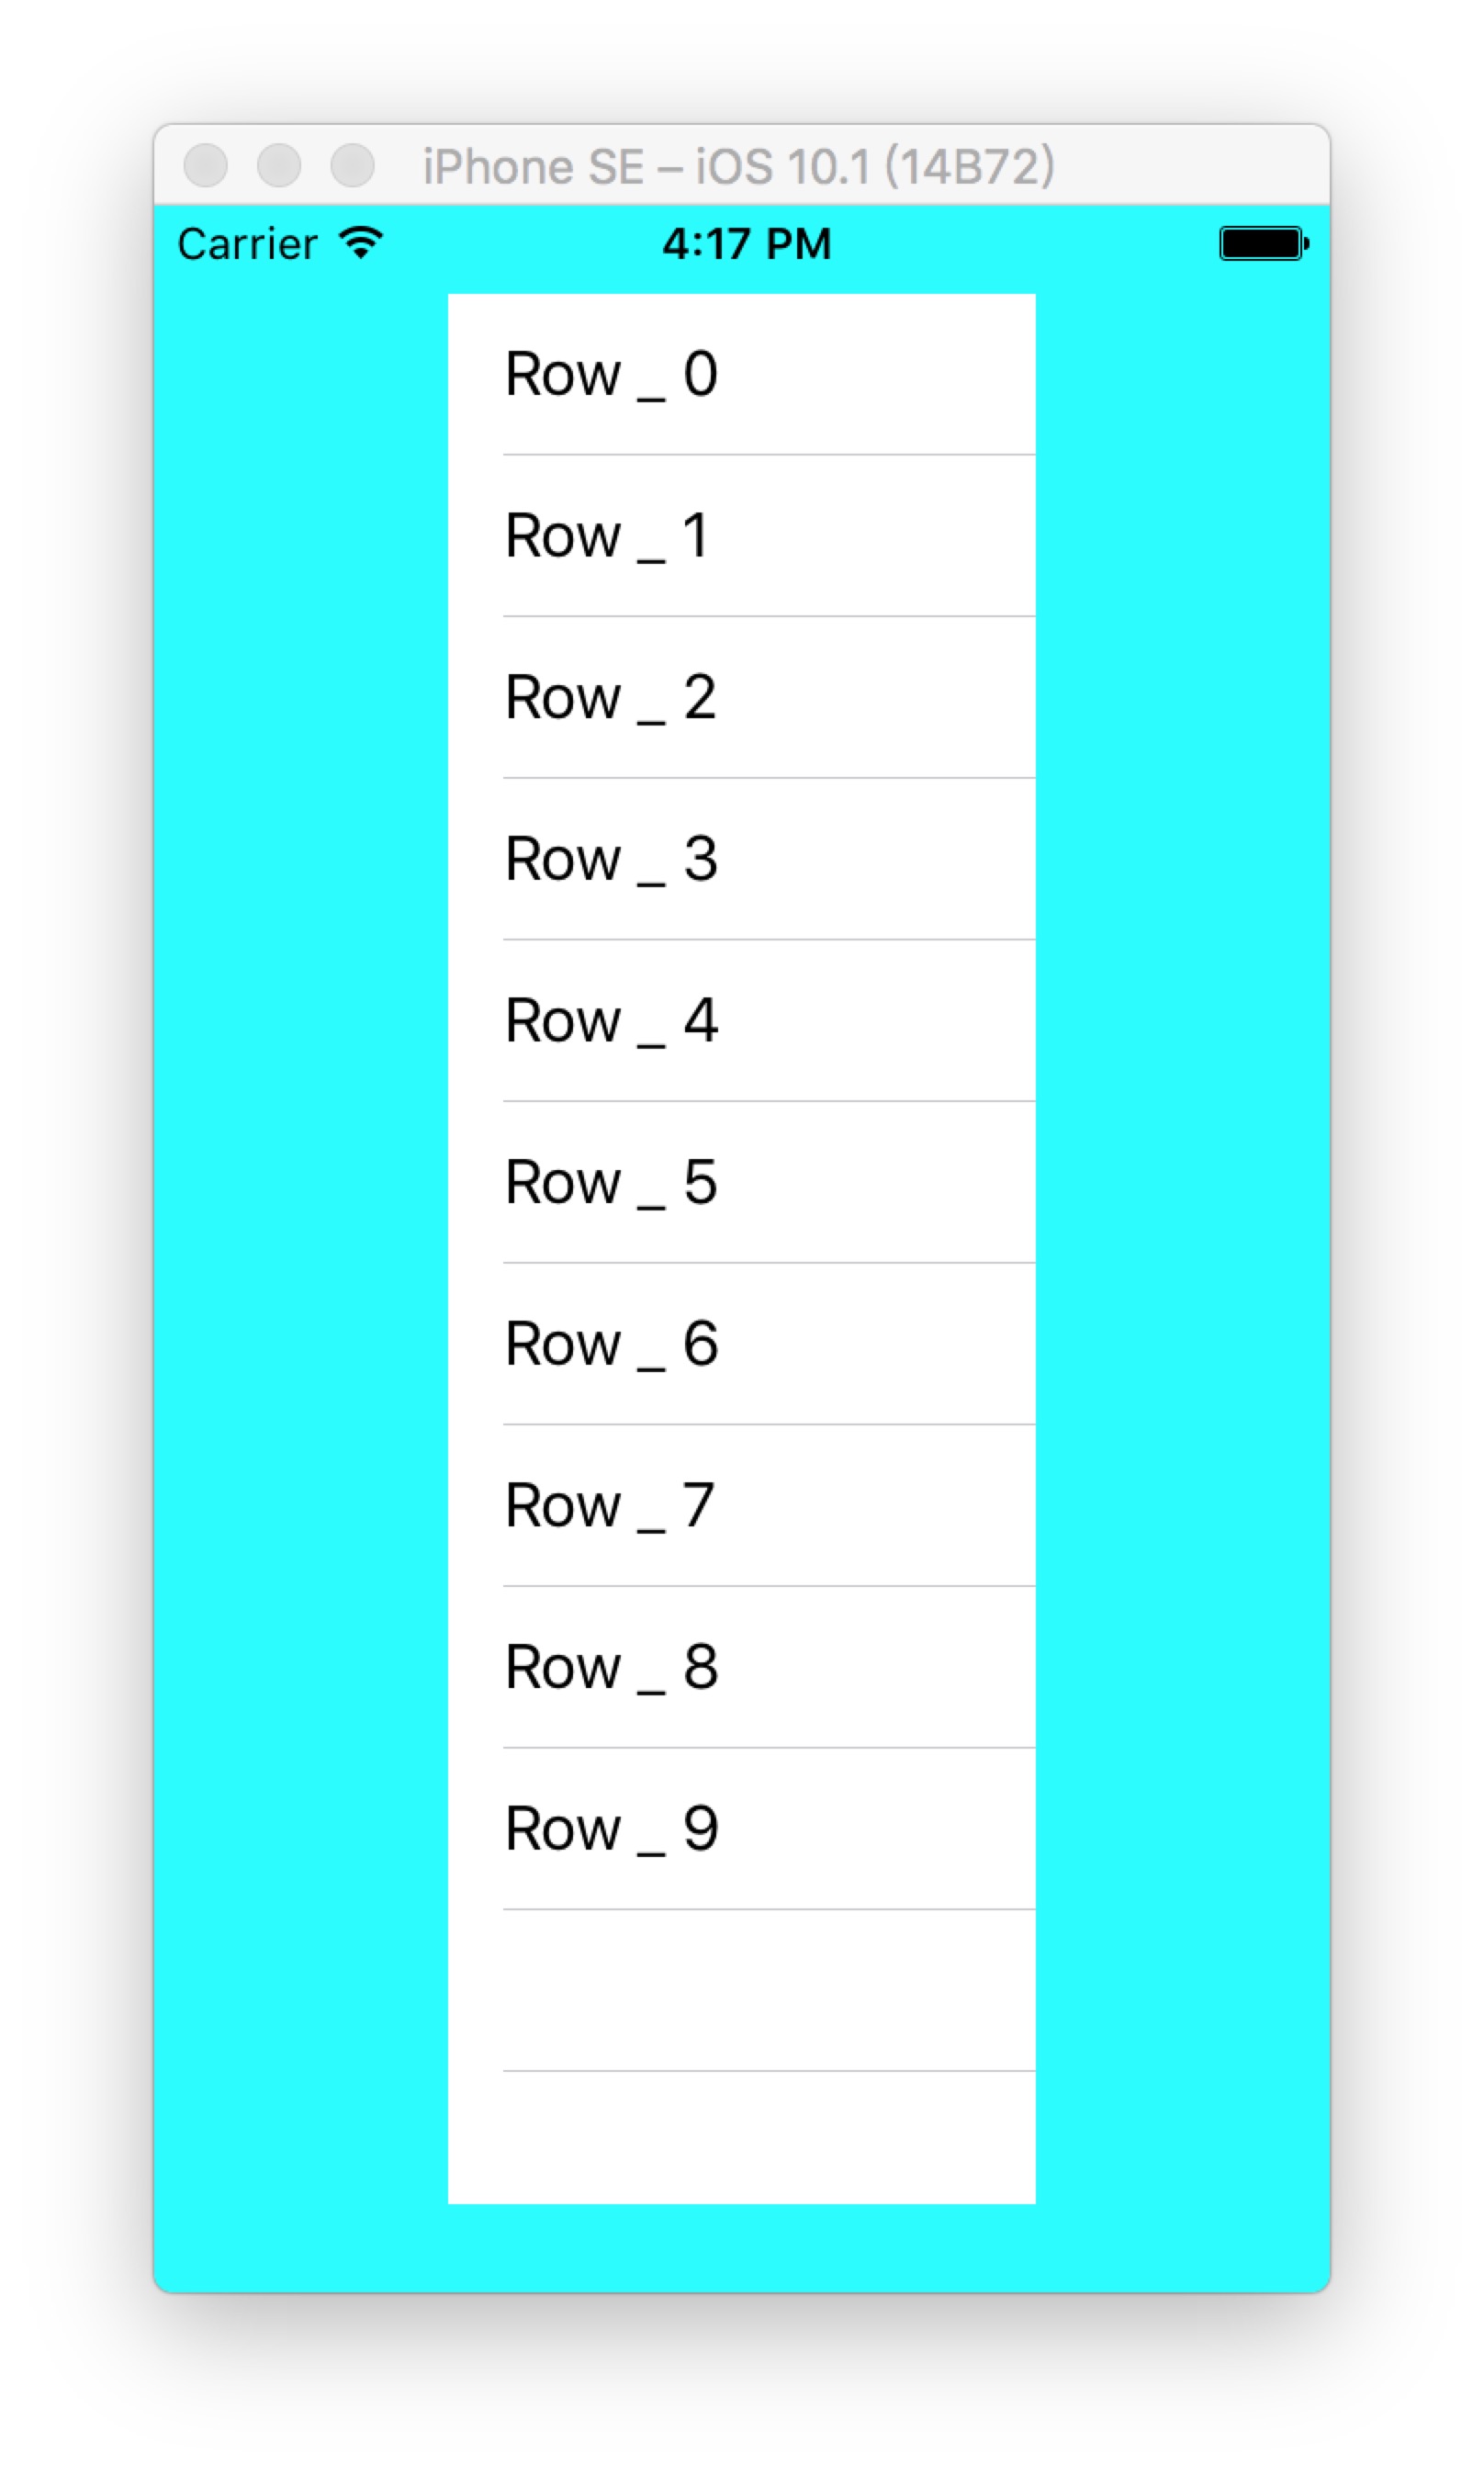 iPhone SE – iOS 10.1 (14B72)
Carrier 4:17 PM
Row _ 0
Row _ 1
Row _ 2
Row _ 3
Row _ 4
Row _ 5
Row _ 6
Row _ 7
Row _ 8
Row _ 9